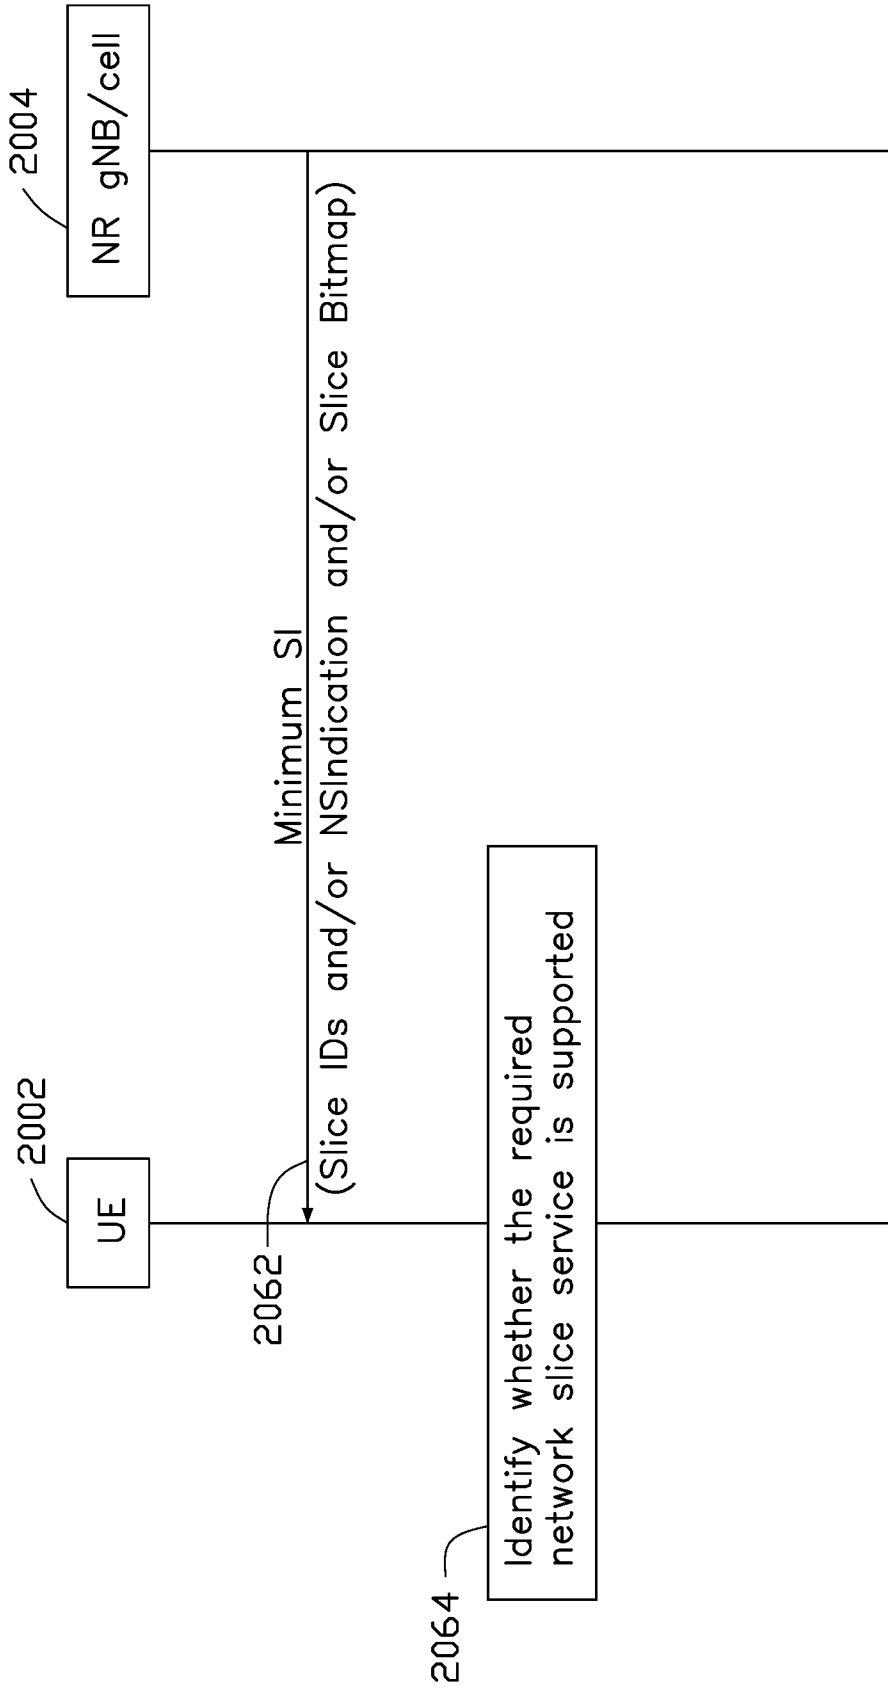 2002
2004
UE
NR gNB/cell
2062
Minimum SI
(Slice IDs and/or NSIndication and/or Slice Bitmap)
2064
Identify whether the required
network slice service is supported